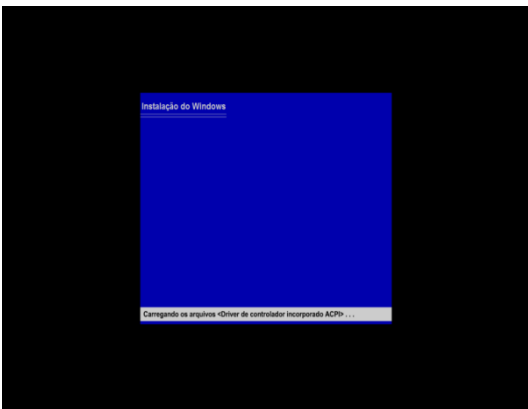 Instalação do Windows
Carregando os arquivos <Driver de controlador incorporado ACPI> . . .